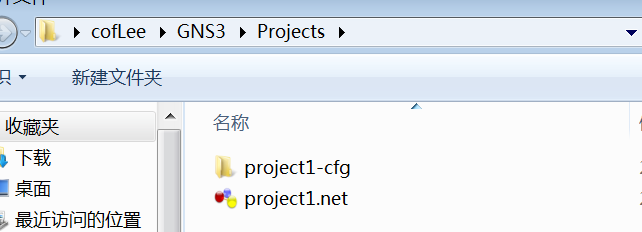 cofLee GNS3 Projects
新建文件夹
收藏夹
名称
下载
project1-cfg
桌面
project1.net
最近访问的位置